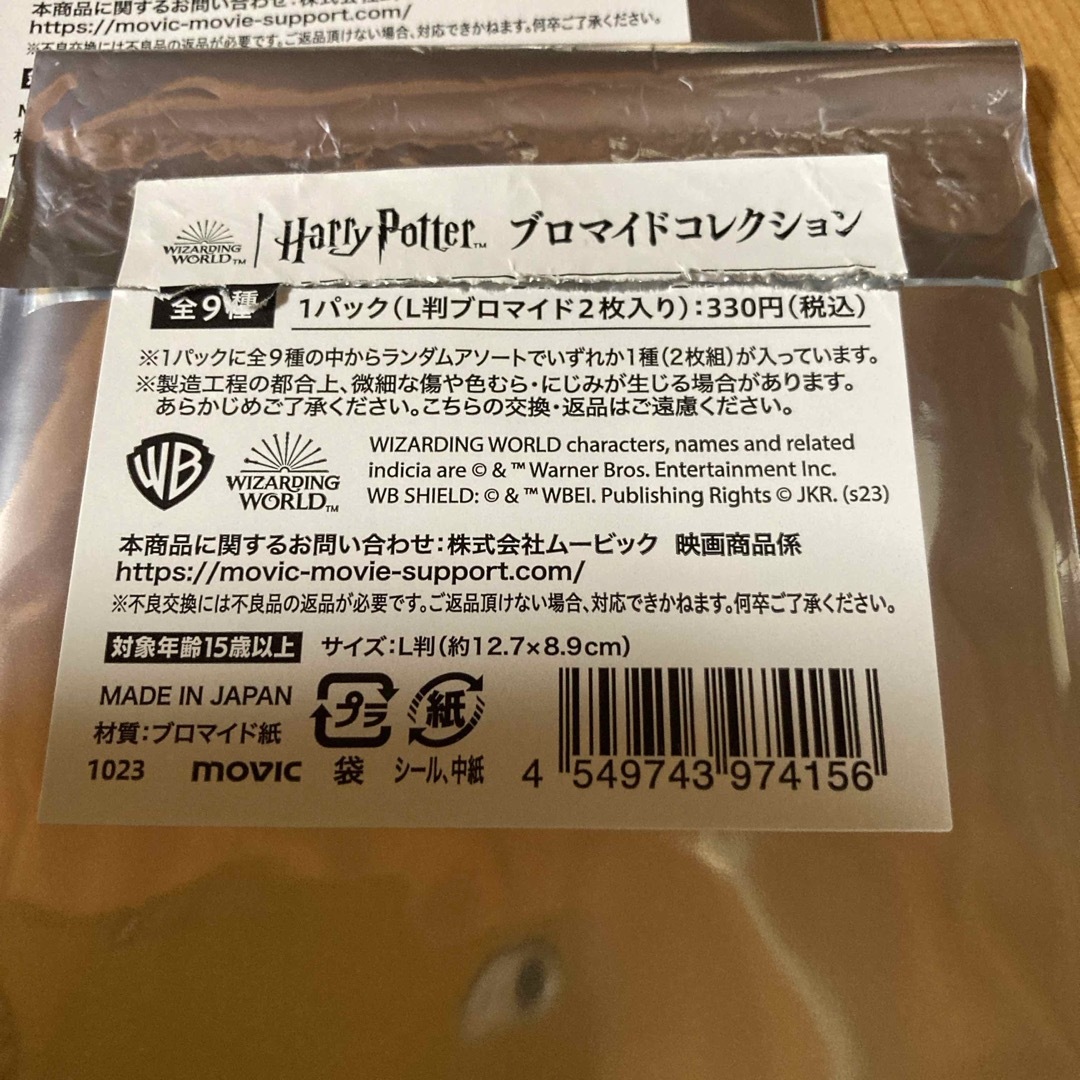 本商品に関するお問い合わせ:株式会
https://movic-movie-support.com/
※不良交換には不良品の返品が必要です。ご返品頂けない場合、対応できかねます。何卒ご了承ください。
WIZARDING WORLD™ Harry Potter™ ブロマイドコレクション
全9種 1パック(L判ブロマイド2枚入り):330円(税込)
※1パックに全9種の中からランダムアソートでいずれか1種(2枚組)が入っています。
※製造工程の都合上、微細な傷や色むら・にじみが生じる場合があります。
あらかじめご了承ください。こちらの交換・返品はご遠慮ください。
WB WIZARDING WORLD™
WIZARDING WORLD characters, names and related
indicia are © & ™ Warner Bros. Entertainment Inc.
WB SHIELD: © & ™ WBEI. Publishing Rights © JKR. (s23)
本商品に関するお問い合わせ:株式会社ムービック 映画商品係
https://movic-movie-support.com/
※不良交換には不良品の返品が必要です。ご返品頂けない場合、対応できかねます。何卒ご了承ください。
対象年齢15歳以上 サイズ:L判(約12.7×8.9cm)
MADE IN JAPAN プラ 紙
材質:ブロマイド紙
1023 movic 袋 シール、中紙 4 549743 974156